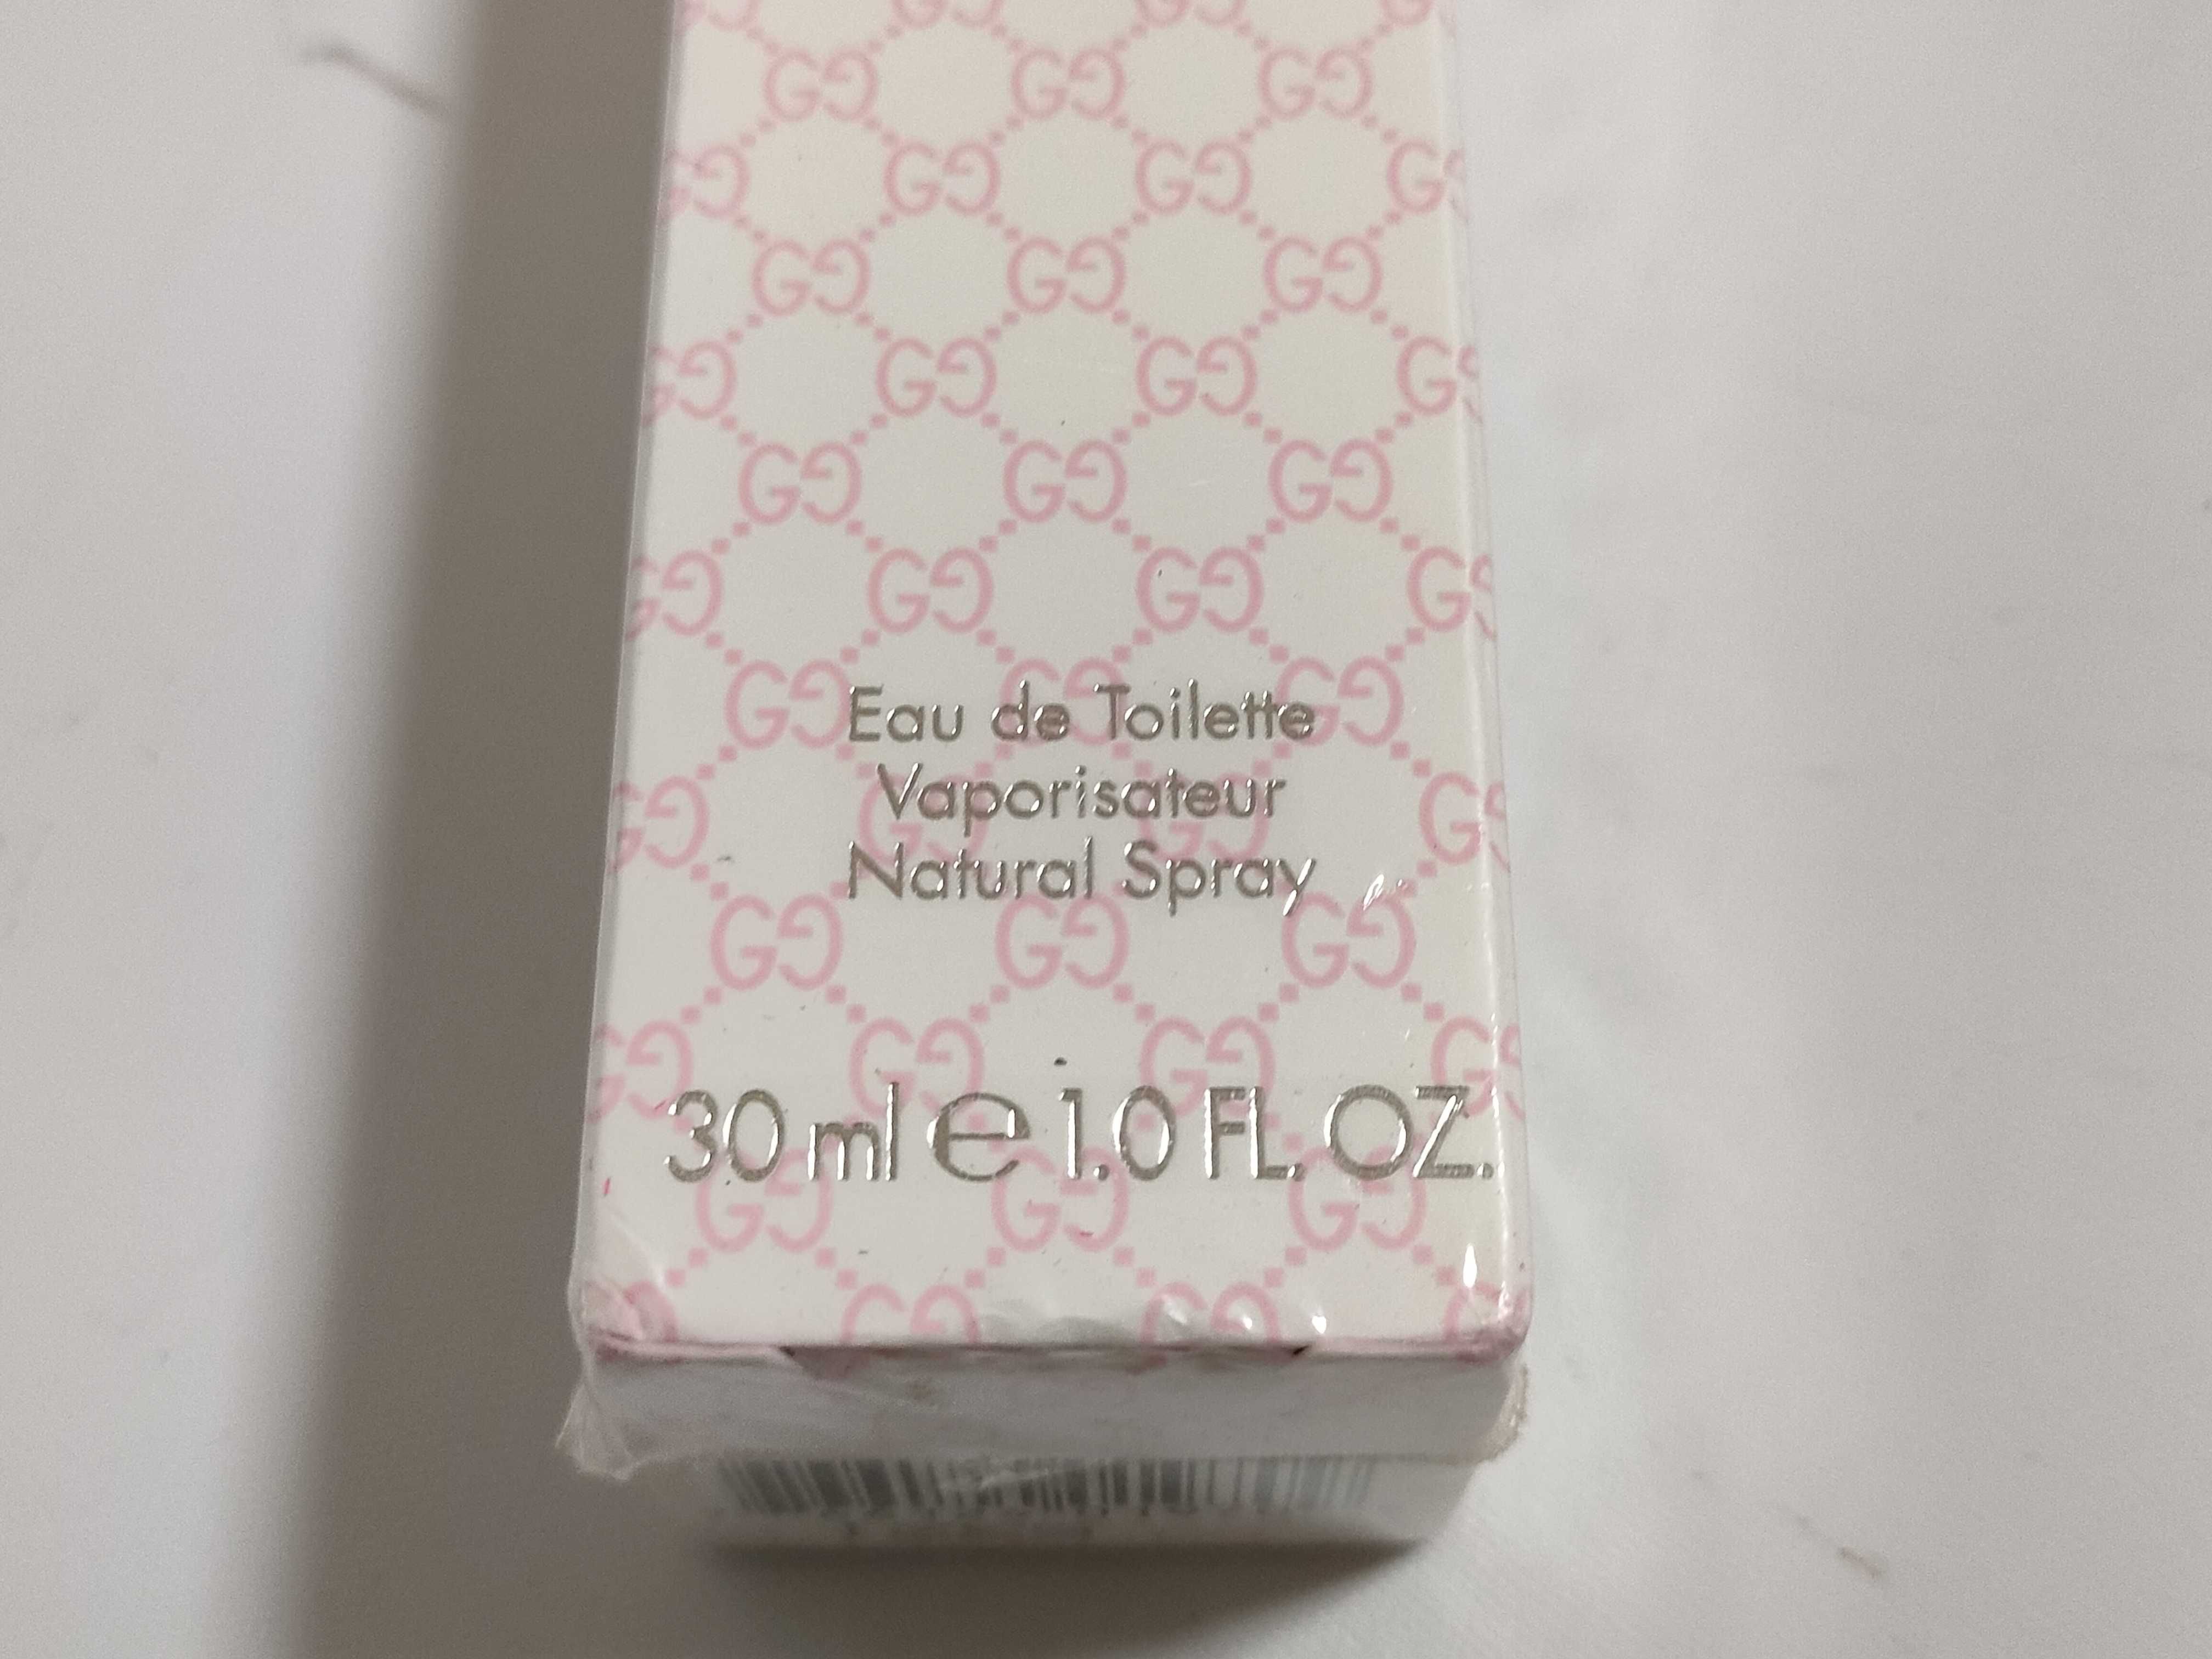 Eau de Toilette
Vaporisateur
Natural Spray
30 ml e 1.0 FL. OZ.